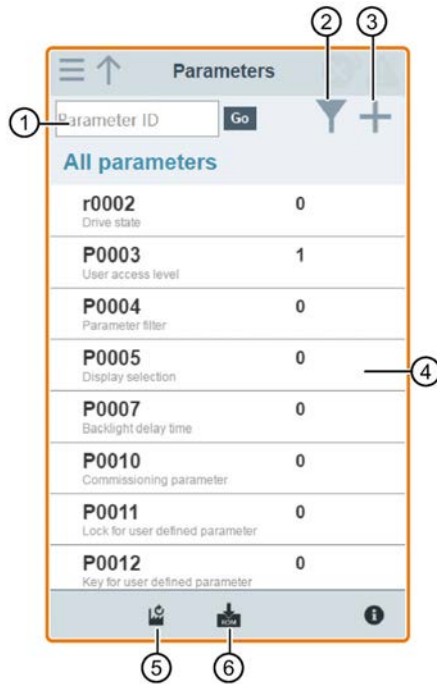 2 3
Parameters
1 Parameter ID Go
All parameters
r0002 0
Drive state
P0003 1
User access level
P0004 0
Parameter filter
P0005 0
Display selection
4
P0007 0
Backlight delay time
P0010 0
Commissioning parameter
P0011 0
Lock for user defined parameter
P0012 0
Key for user defined parameter
ROM
5 6